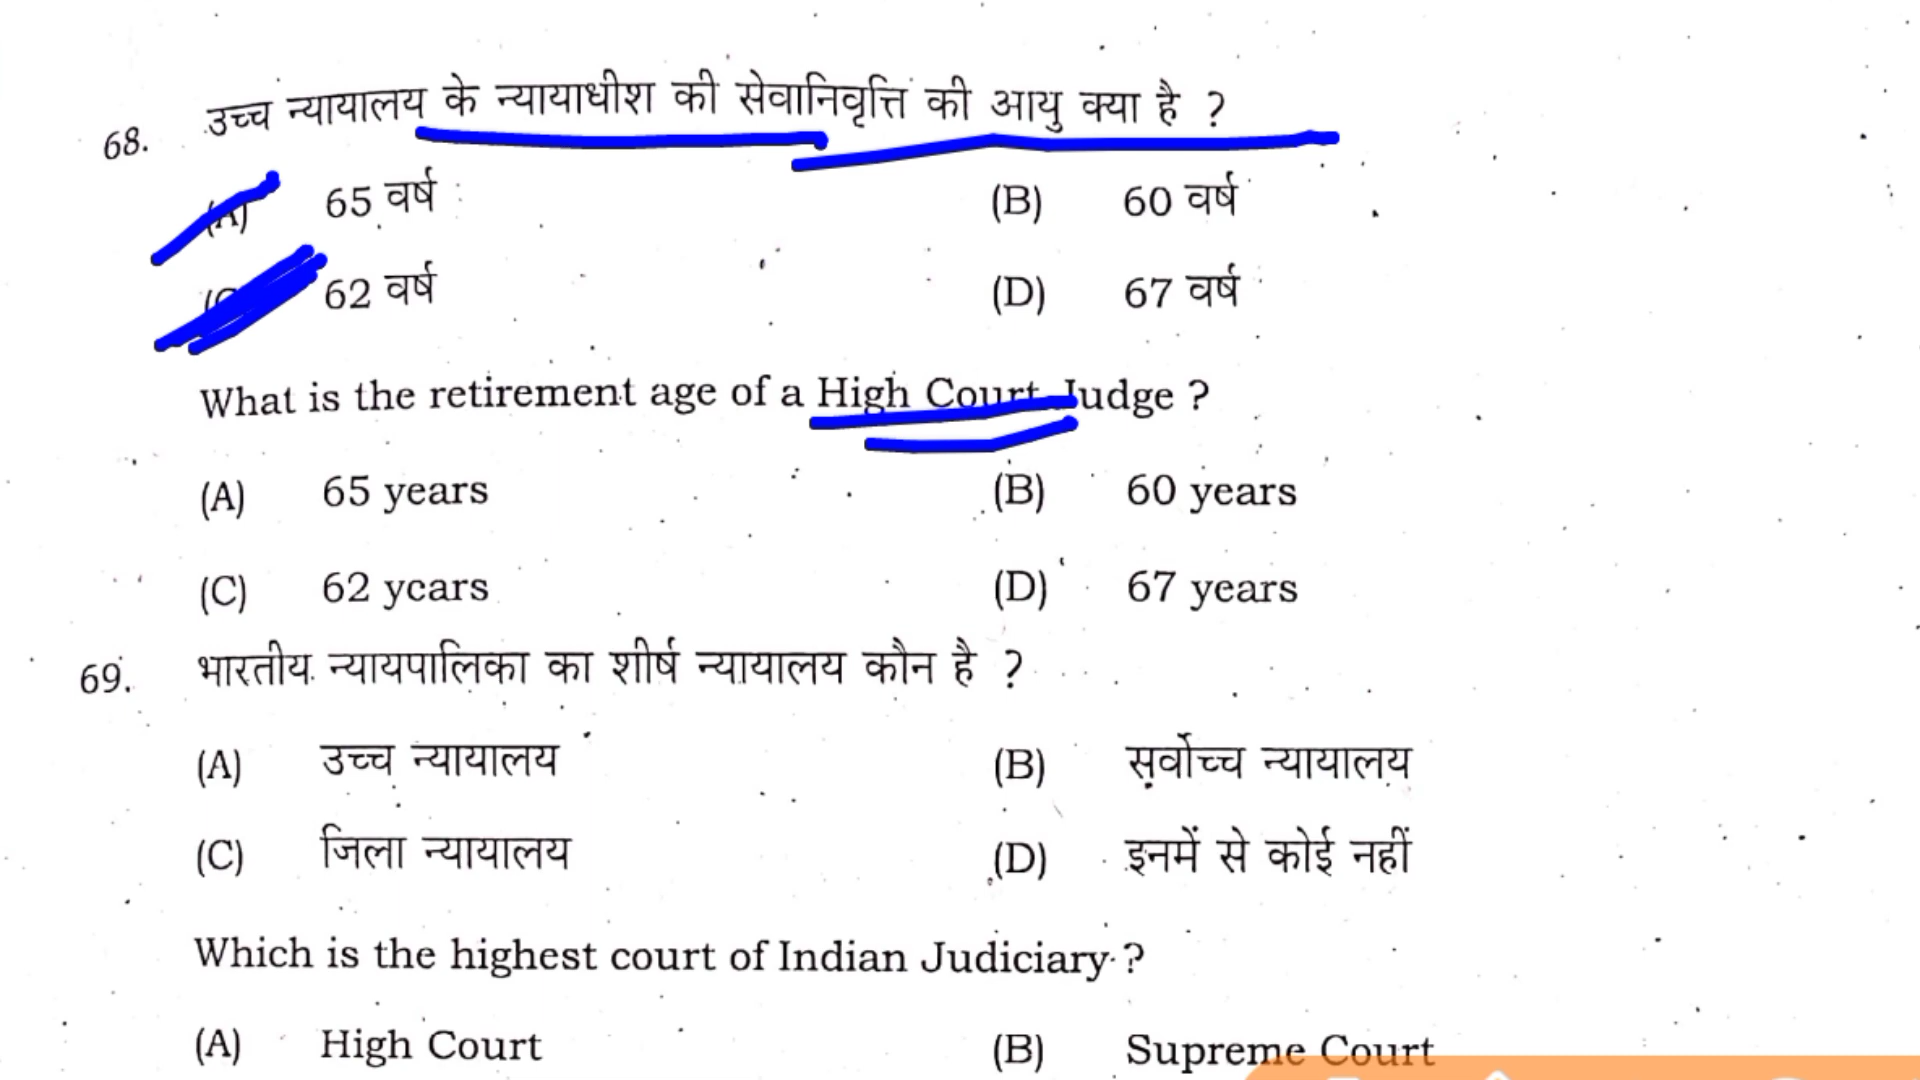 68. उच्च न्यायालय के न्यायाधीश की सेवानिवृत्ति की आयु क्या है ?
(A) 65 वर्ष (B) 60 वर्ष
62 वर्ष (D) 67 वर्ष
What is the retirement age of a High Court Judge ?
(A) 65 years (B) 60 years
(C) 62 years (D) 67 years
69. भारतीय न्यायपालिका का शीर्ष न्यायालय कौन है ?
(A) उच्च न्यायालय (B) सर्वोच्च न्यायालय
(C) जिला न्यायालय (D) इनमें से कोई नहीं
Which is the highest court of Indian Judiciary ?
(A) High Court (B) Supreme Court